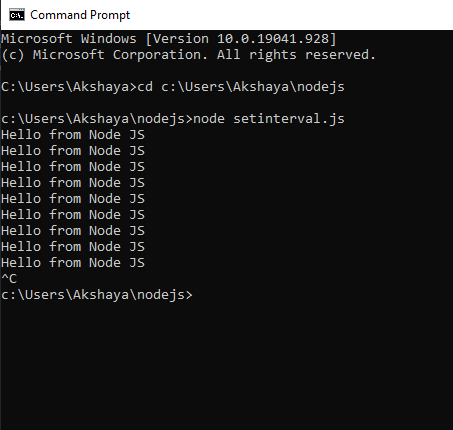 Command Prompt
Microsoft Windows [Version 10.0.19041.928]
(c) Microsoft Corporation. All rights reserved.
C:\Users\Akshaya>cd c:\Users\Akshaya\nodejs
c:\Users\Akshaya\nodejs>node setinterval.js
Hello from Node JS
Hello from Node JS
Hello from Node JS
Hello from Node JS
Hello from Node JS
Hello from Node JS
Hello from Node JS
Hello from Node JS
Hello from Node JS
^C
c:\Users\Akshaya\nodejs>